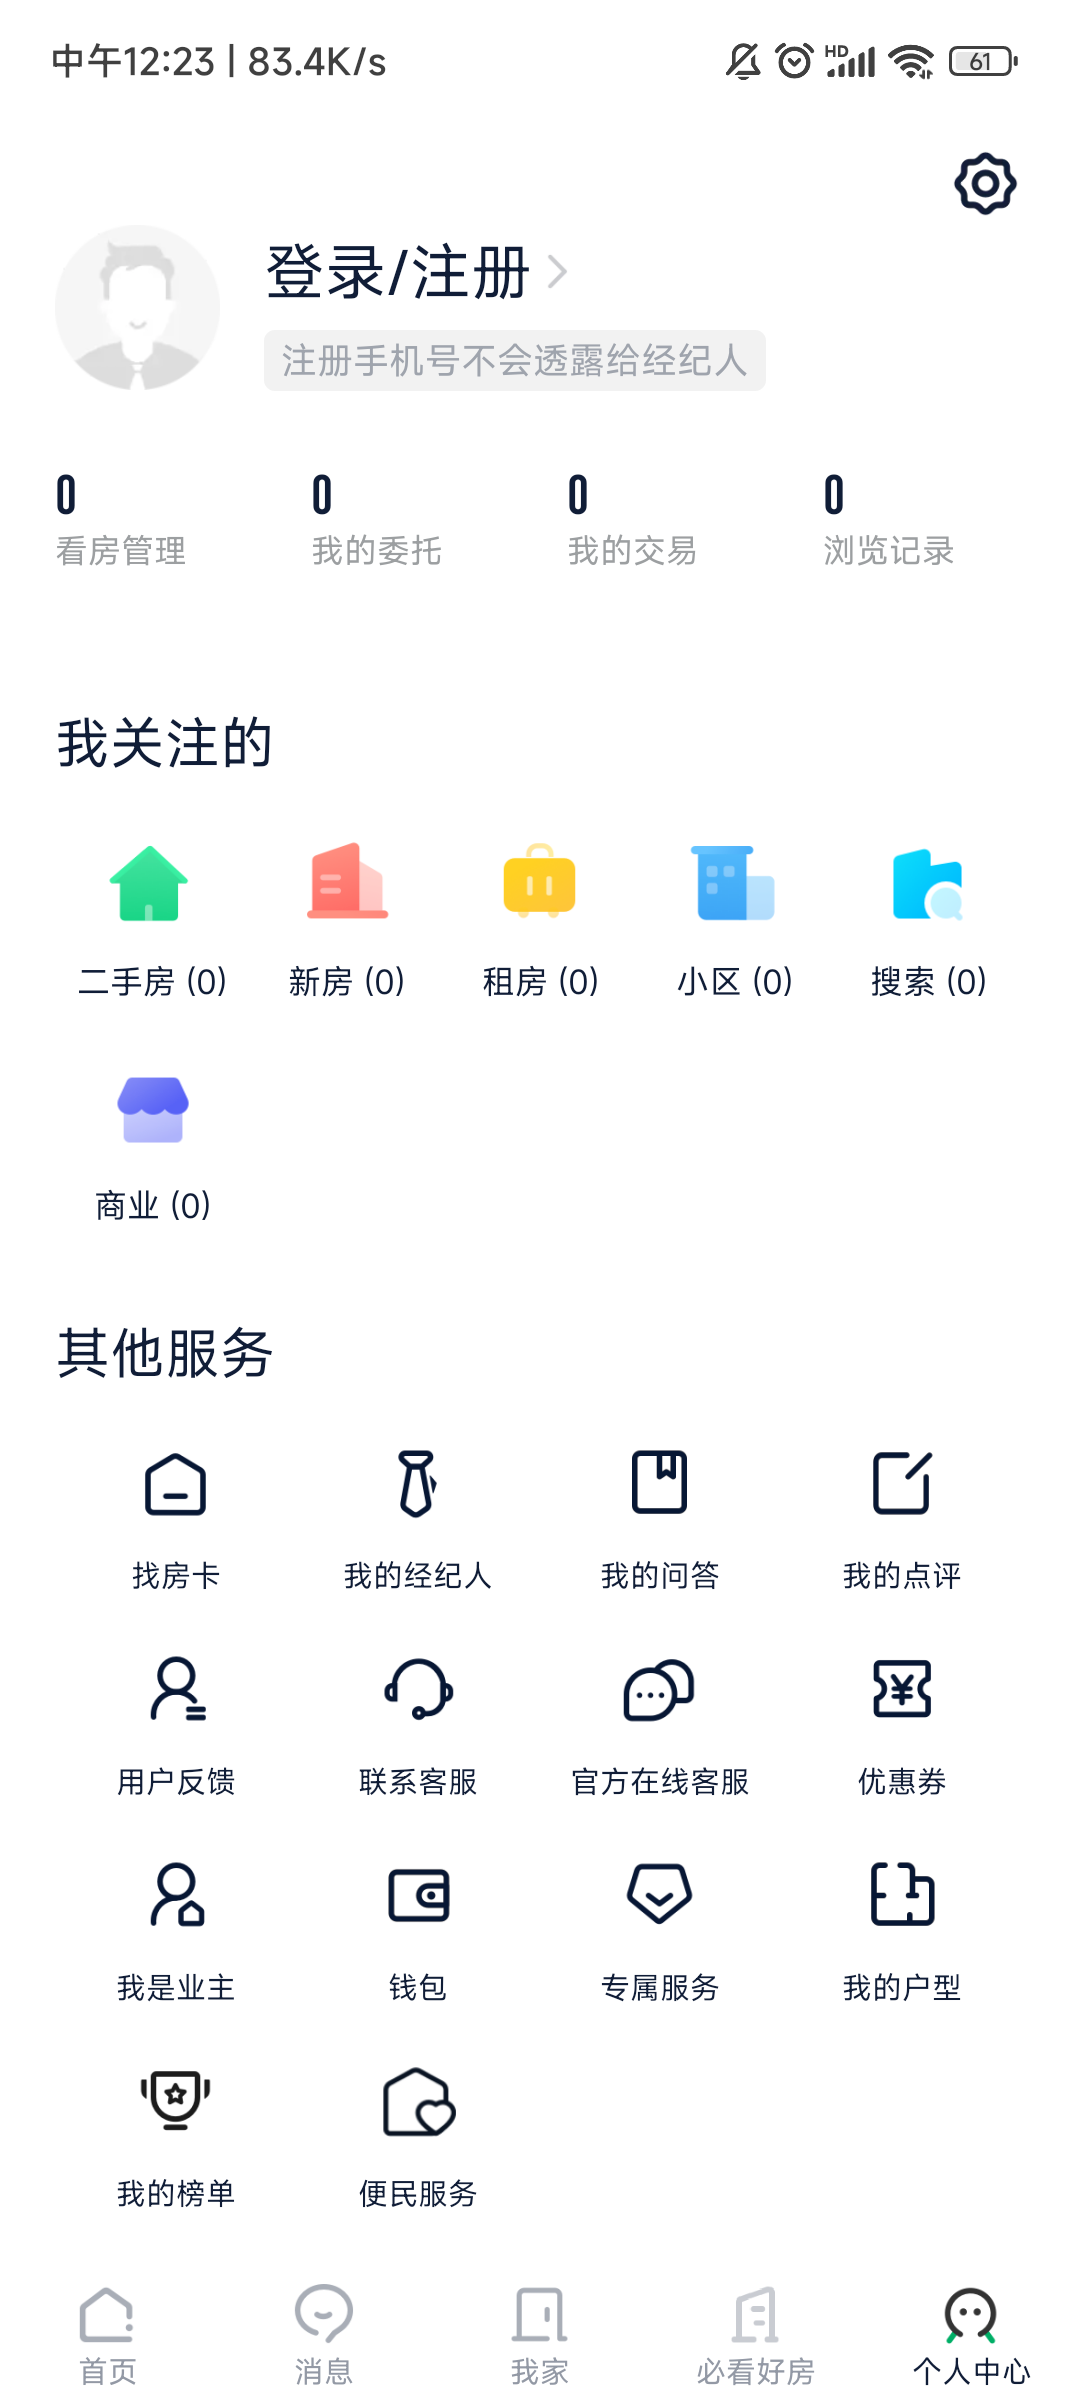 中午12:23 | 83.4K/s
HD
61
登录/注册
注册手机号不会透露给经纪人
0 0 0 0
看房管理 我的委托 我的交易 浏览记录
我关注的
二手房 (0) 新房 (0) 租房 (0) 小区 (0) 搜索 (0)
商业 (0)
其他服务
找房卡 我的经纪人 我的问答 我的点评
¥
用户反馈 联系客服 官方在线客服 优惠券
我是业主 钱包 专属服务 我的户型
我的榜单 便民服务
首页 消息 我家 必看好房 个人中心